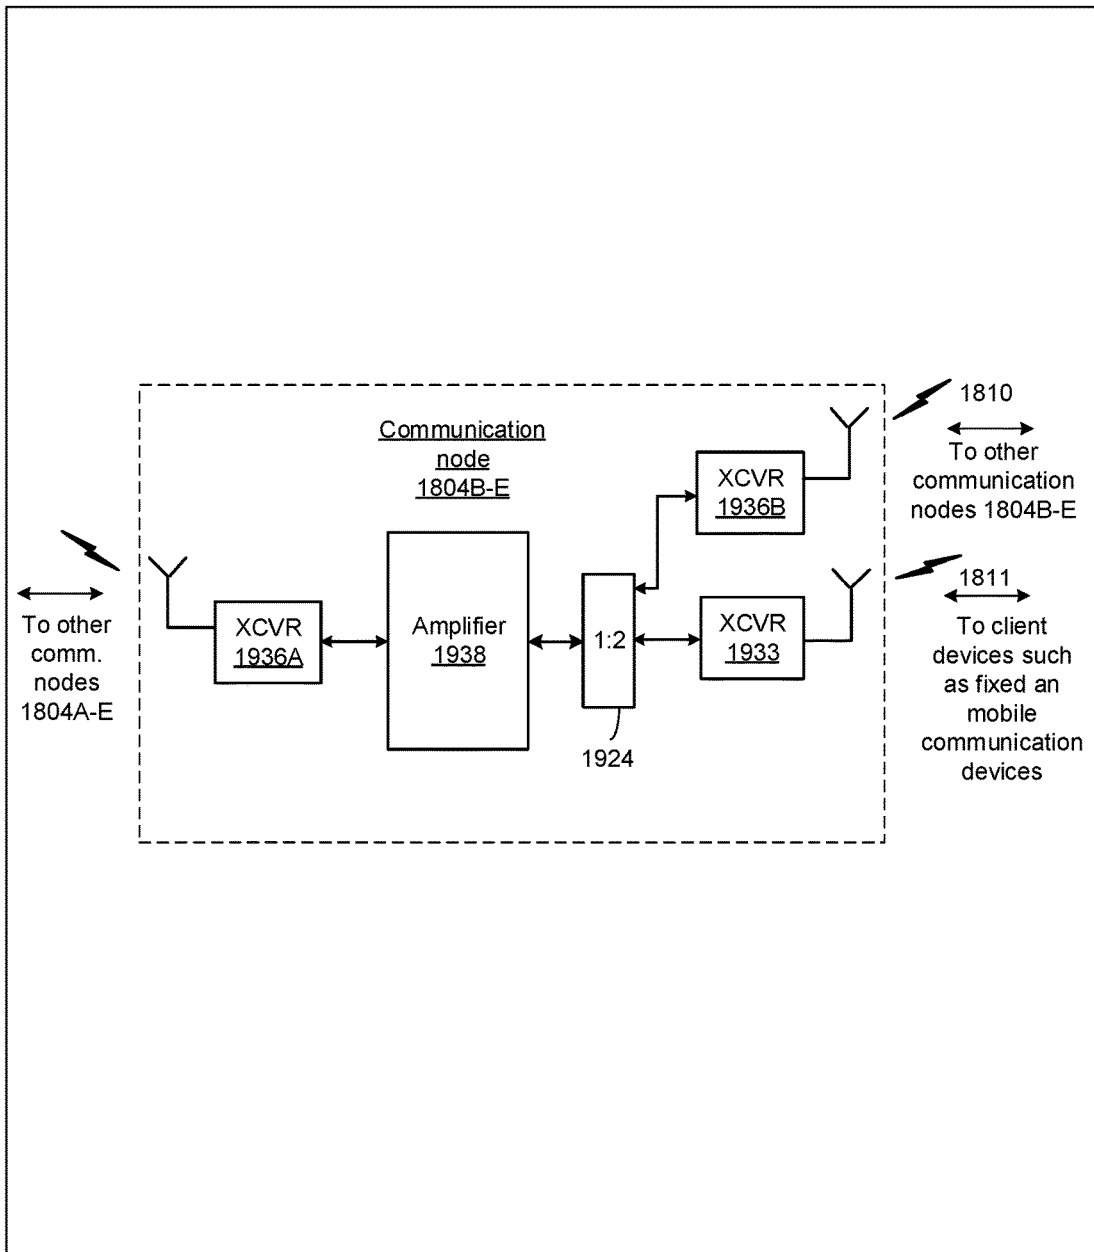 Communication
node
1804B-E
To other
comm.
nodes
1804A-E
XCVR
1936A
Amplifier
1938
1:2
1924
XCVR
1936B
XCVR
1933
1810
To other
communication
nodes 1804B-E
1811
To client
devices such
as fixed an
mobile
communication
devices